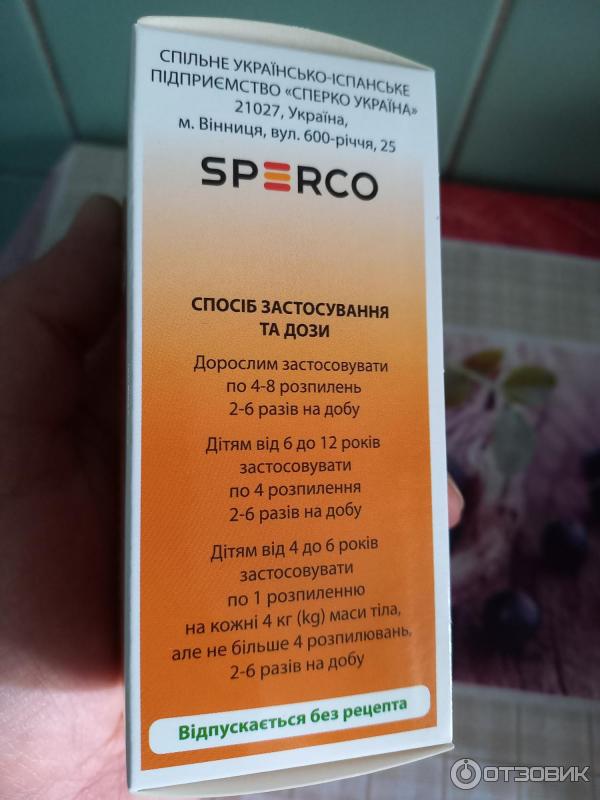 СПІЛЬНЕ УКРАЇНСЬКО-ІСПАНСЬКЕ
ПІДПРИЄМСТВО «СПЕРКО УКРАЇНА»
21027, Україна,
м. Вінниця, вул. 600-річчя, 25
SPERCO
СПОСІБ ЗАСТОСУВАННЯ
ТА ДОЗИ
Дорослим застосовувати
по 4-8 розпилень
2-6 разів на добу
Дітям від 6 до 12 років
застосовувати
по 4 розпилення
2-6 разів на добу
Дітям від 4 до 6 років
застосовувати
по 1 розпиленню
на кожні 4 кг (kg) маси тіла,
але не більше 4 розпилювань,
2-6 разів на добу
Відпускається без рецепта
ОТЗОВИК